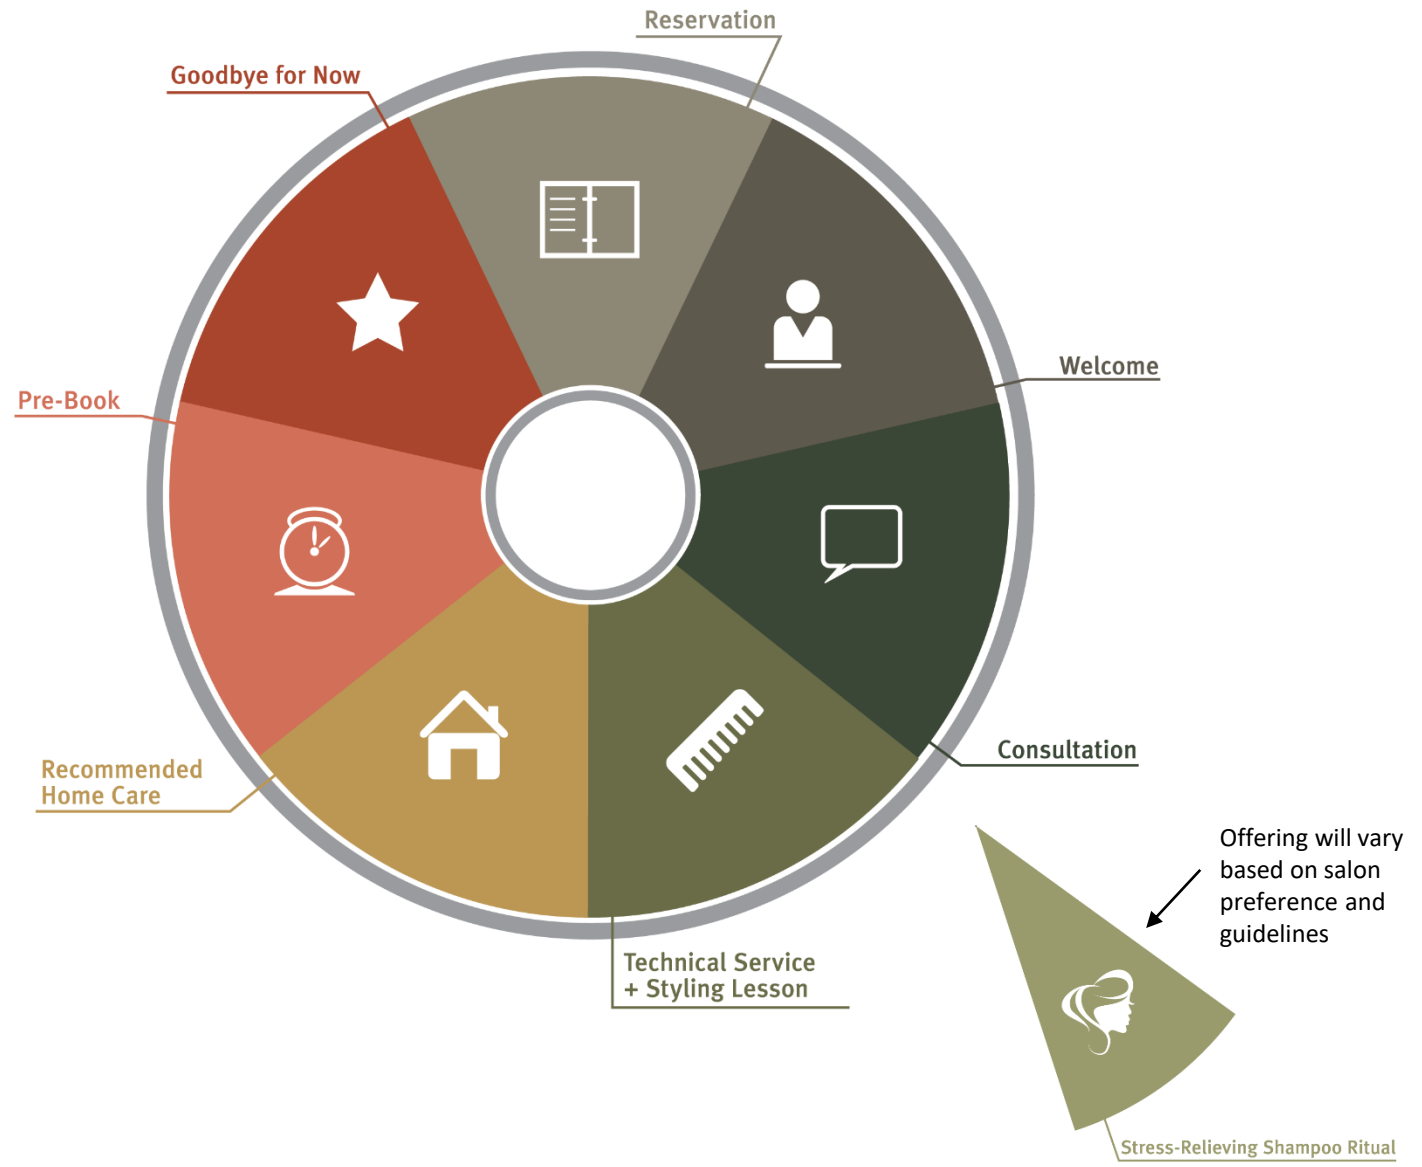 Reservation
Goodbye for Now
Welcome
Pre-Book
Consultation
Recommended
Home Care
Offering will vary
based on salon
preference and
guidelines
Technical Service
+ Styling Lesson
Stress-Relieving Shampoo Ritual